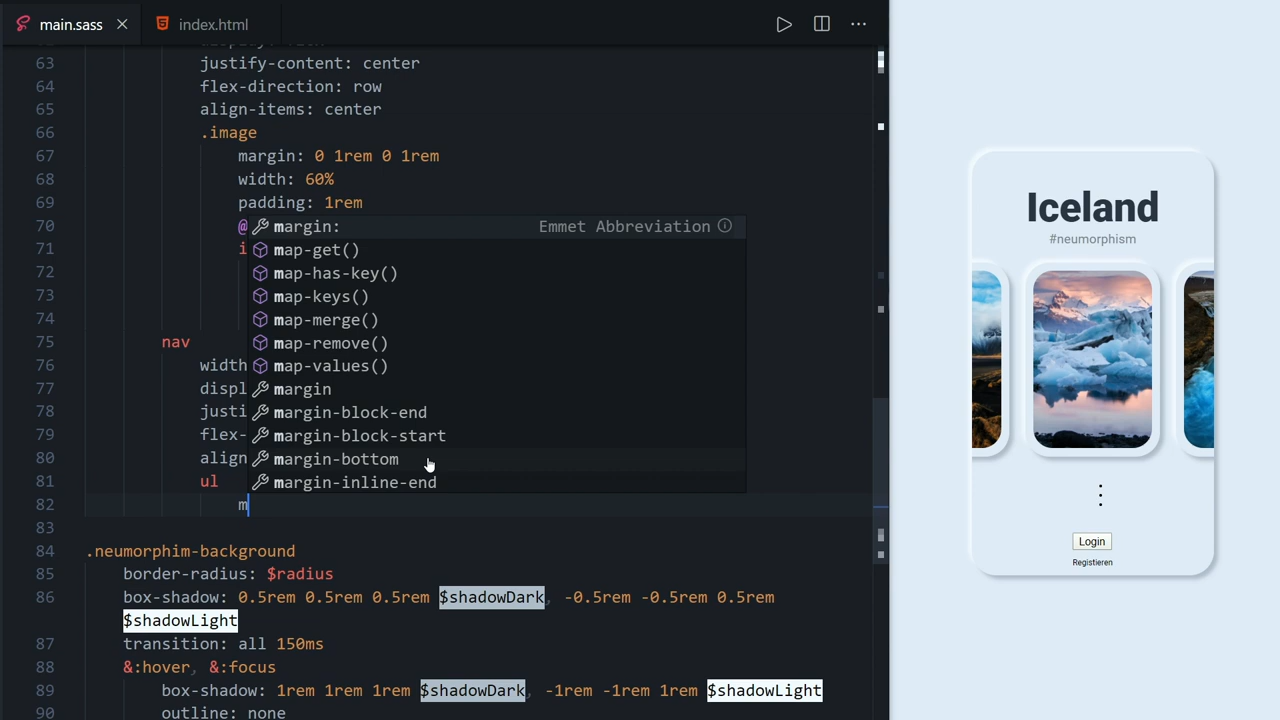 main.sass
index.html
63 justify-content: center
64 flex-direction: row
65 align-items: center
66 .image
67 margin: 0 1rem 0 1rem
68 width: 60%
69 padding: 1rem
70 @
margin: Emmet Abbreviation
71 i
map-get()
72
map-has-key()
73
map-keys()
74
map-merge()
75 nav
map-remove()
76 width
map-values()
77 displ
margin
78 justi
margin-block-end
79 flex-
margin-block-start
80 align
margin-bottom
81 ul
margin-inline-end
82 m
83
84 .neumorphim-background
85 border-radius: $radius
86 box-shadow: 0.5rem 0.5rem 0.5rem $shadowDark, -0.5rem -0.5rem 0.5rem
$shadowLight
87 transition: all 150ms
88 &:hover, &:focus
89 box-shadow: 1rem 1rem 1rem $shadowDark, -1rem -1rem 1rem $shadowLight
90 outline: none
Iceland
#neumorphism
Login
Registieren